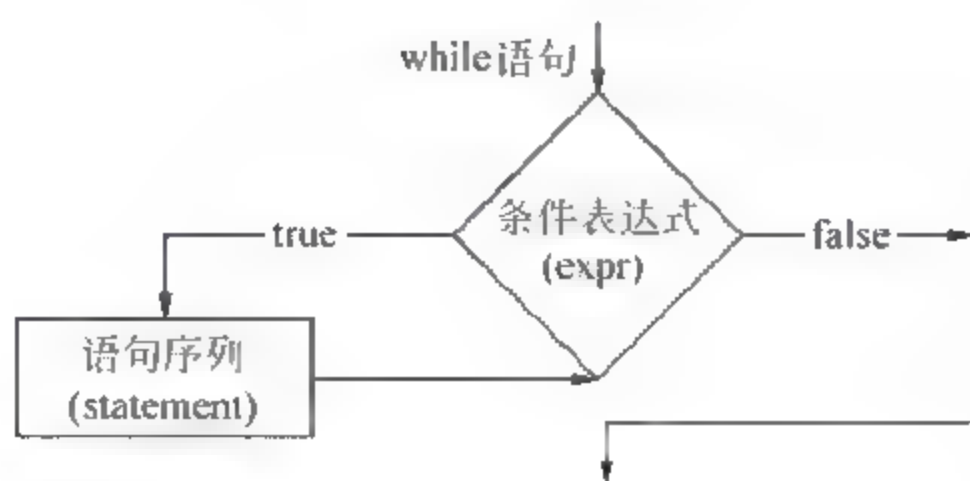 while语句
条件表达式
(expr)
true
false
语句序列
(statement)